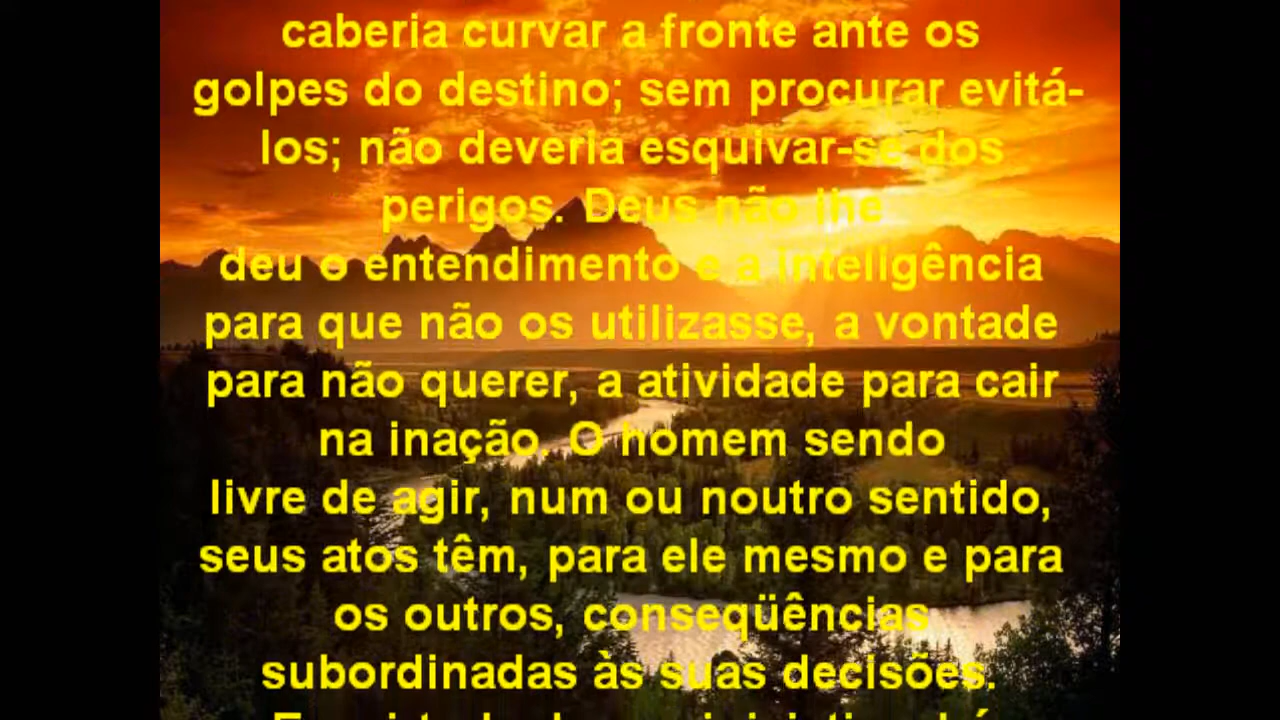 caberia curvar a fronte ante os
golpes do destino; sem procurar evitá-
los; não deveria esquivar-se dos
perigos. Deus não lhe
deu o entendimento e a inteligência
para que não os utilizasse, a vontade
para não querer, a atividade para cair
na inação. O homem sendo
livre de agir, num ou noutro sentido,
seus atos têm, para ele mesmo e para
os outros, conseqüências
subordinadas às suas decisões.